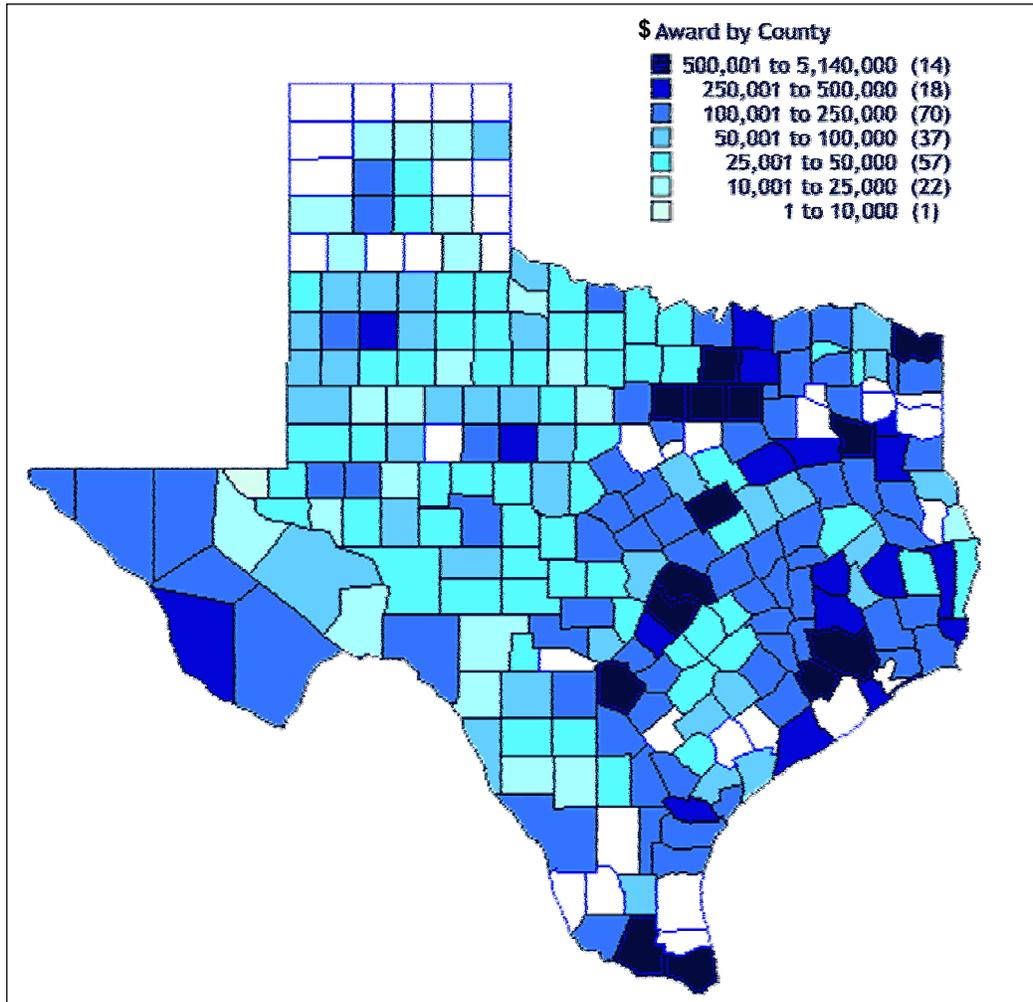 $ Award by County
500,001 to 5,140,000 (14)
250,001 to 500,000 (18)
100,001 to 250,000 (70)
50,001 to 100,000 (37)
25,001 to 50,000 (57)
10,001 to 25,000 (22)
1 to 10,000 (1)